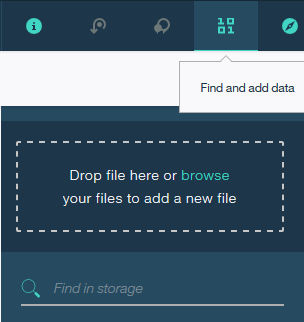 Find and add data
Drop file here or browse
your files to add a new file
Find in storage